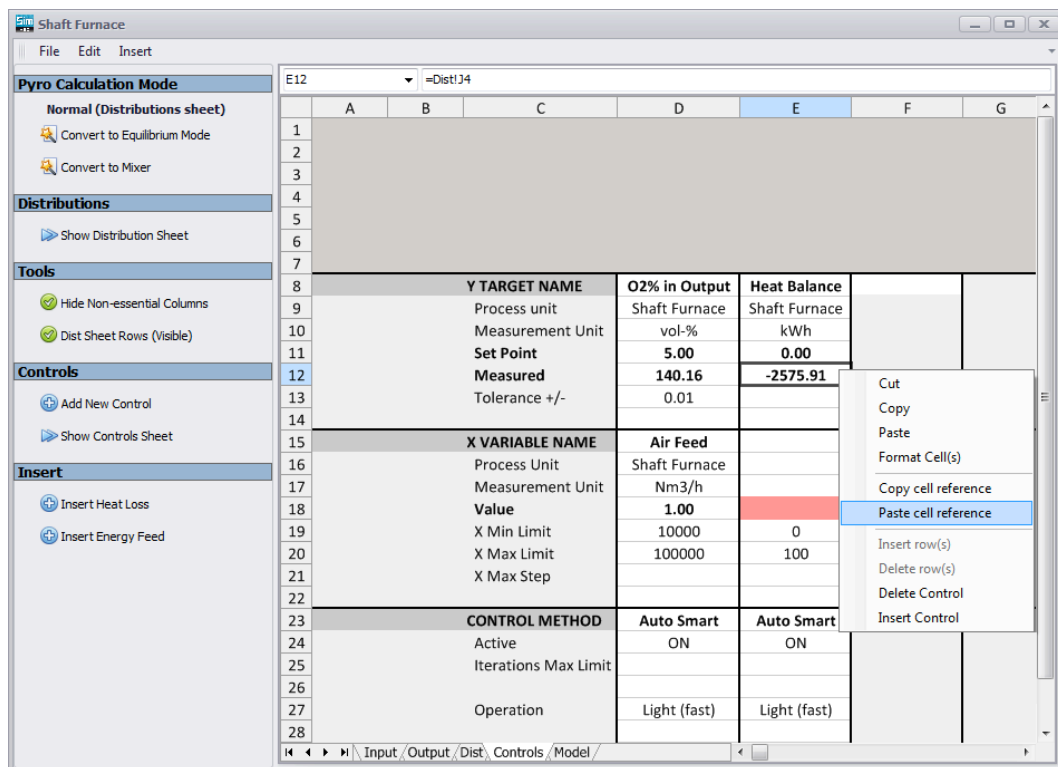 Sim
Shaft Furnace
File Edit Insert
Pyro Calculation Mode
Normal (Distributions sheet)
Convert to Equilibrium Mode
Convert to Mixer
Distributions
Show Distribution Sheet
Tools
Hide Non-essential Columns
Dist Sheet Rows (Visible)
Controls
Add New Control
Show Controls Sheet
Insert
Insert Heat Loss
Insert Energy Feed
E12 =Dist!J4
A B C D E F G
1
2
3
4
5
6
7
8 Y TARGET NAME O2% in Output Heat Balance
9 Process unit Shaft Furnace Shaft Furnace
10 Measurement Unit vol-% kWh
11 Set Point 5.00 0.00
12 Measured 140.16 -2575.91
13 Tolerance +/- 0.01
14
15 X VARIABLE NAME Air Feed
16 Process Unit Shaft Furnace
17 Measurement Unit Nm3/h
18 Value 1.00
19 X Min Limit 10000 0
20 X Max Limit 100000 100
21 X Max Step
22
23 CONTROL METHOD Auto Smart Auto Smart
24 Active ON ON
25 Iterations Max Limit
26
27 Operation Light (fast) Light (fast)
28
Cut
Copy
Paste
Format Cell(s)
Copy cell reference
Paste cell reference
Insert row(s)
Delete row(s)
Delete Control
Insert Control
Input Output Dist Controls Model